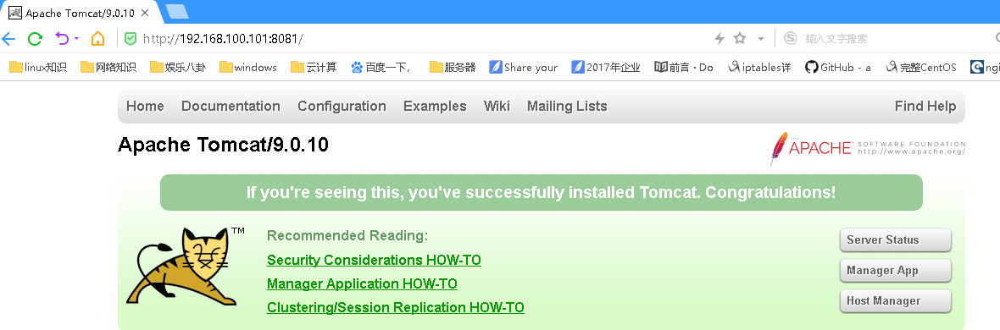 Apache Tomcat/9.0.10
http://192.168.100.101:8081/
输入文字搜索
linux知识 网络知识 娱乐八卦 windows 云计算 百度一下, 服务器 Share your 2017年企业 前言 · Do iptables详 GitHub - a 完整CentOS ngi
Home Documentation Configuration Examples Wiki Mailing Lists Find Help
Apache Tomcat/9.0.10
THE APACHE SOFTWARE FOUNDATION
http://www.apache.org/
If you're seeing this, you've successfully installed Tomcat. Congratulations!
TM
Recommended Reading:
Security Considerations HOW-TO
Manager Application HOW-TO
Clustering/Session Replication HOW-TO
Server Status
Manager App
Host Manager